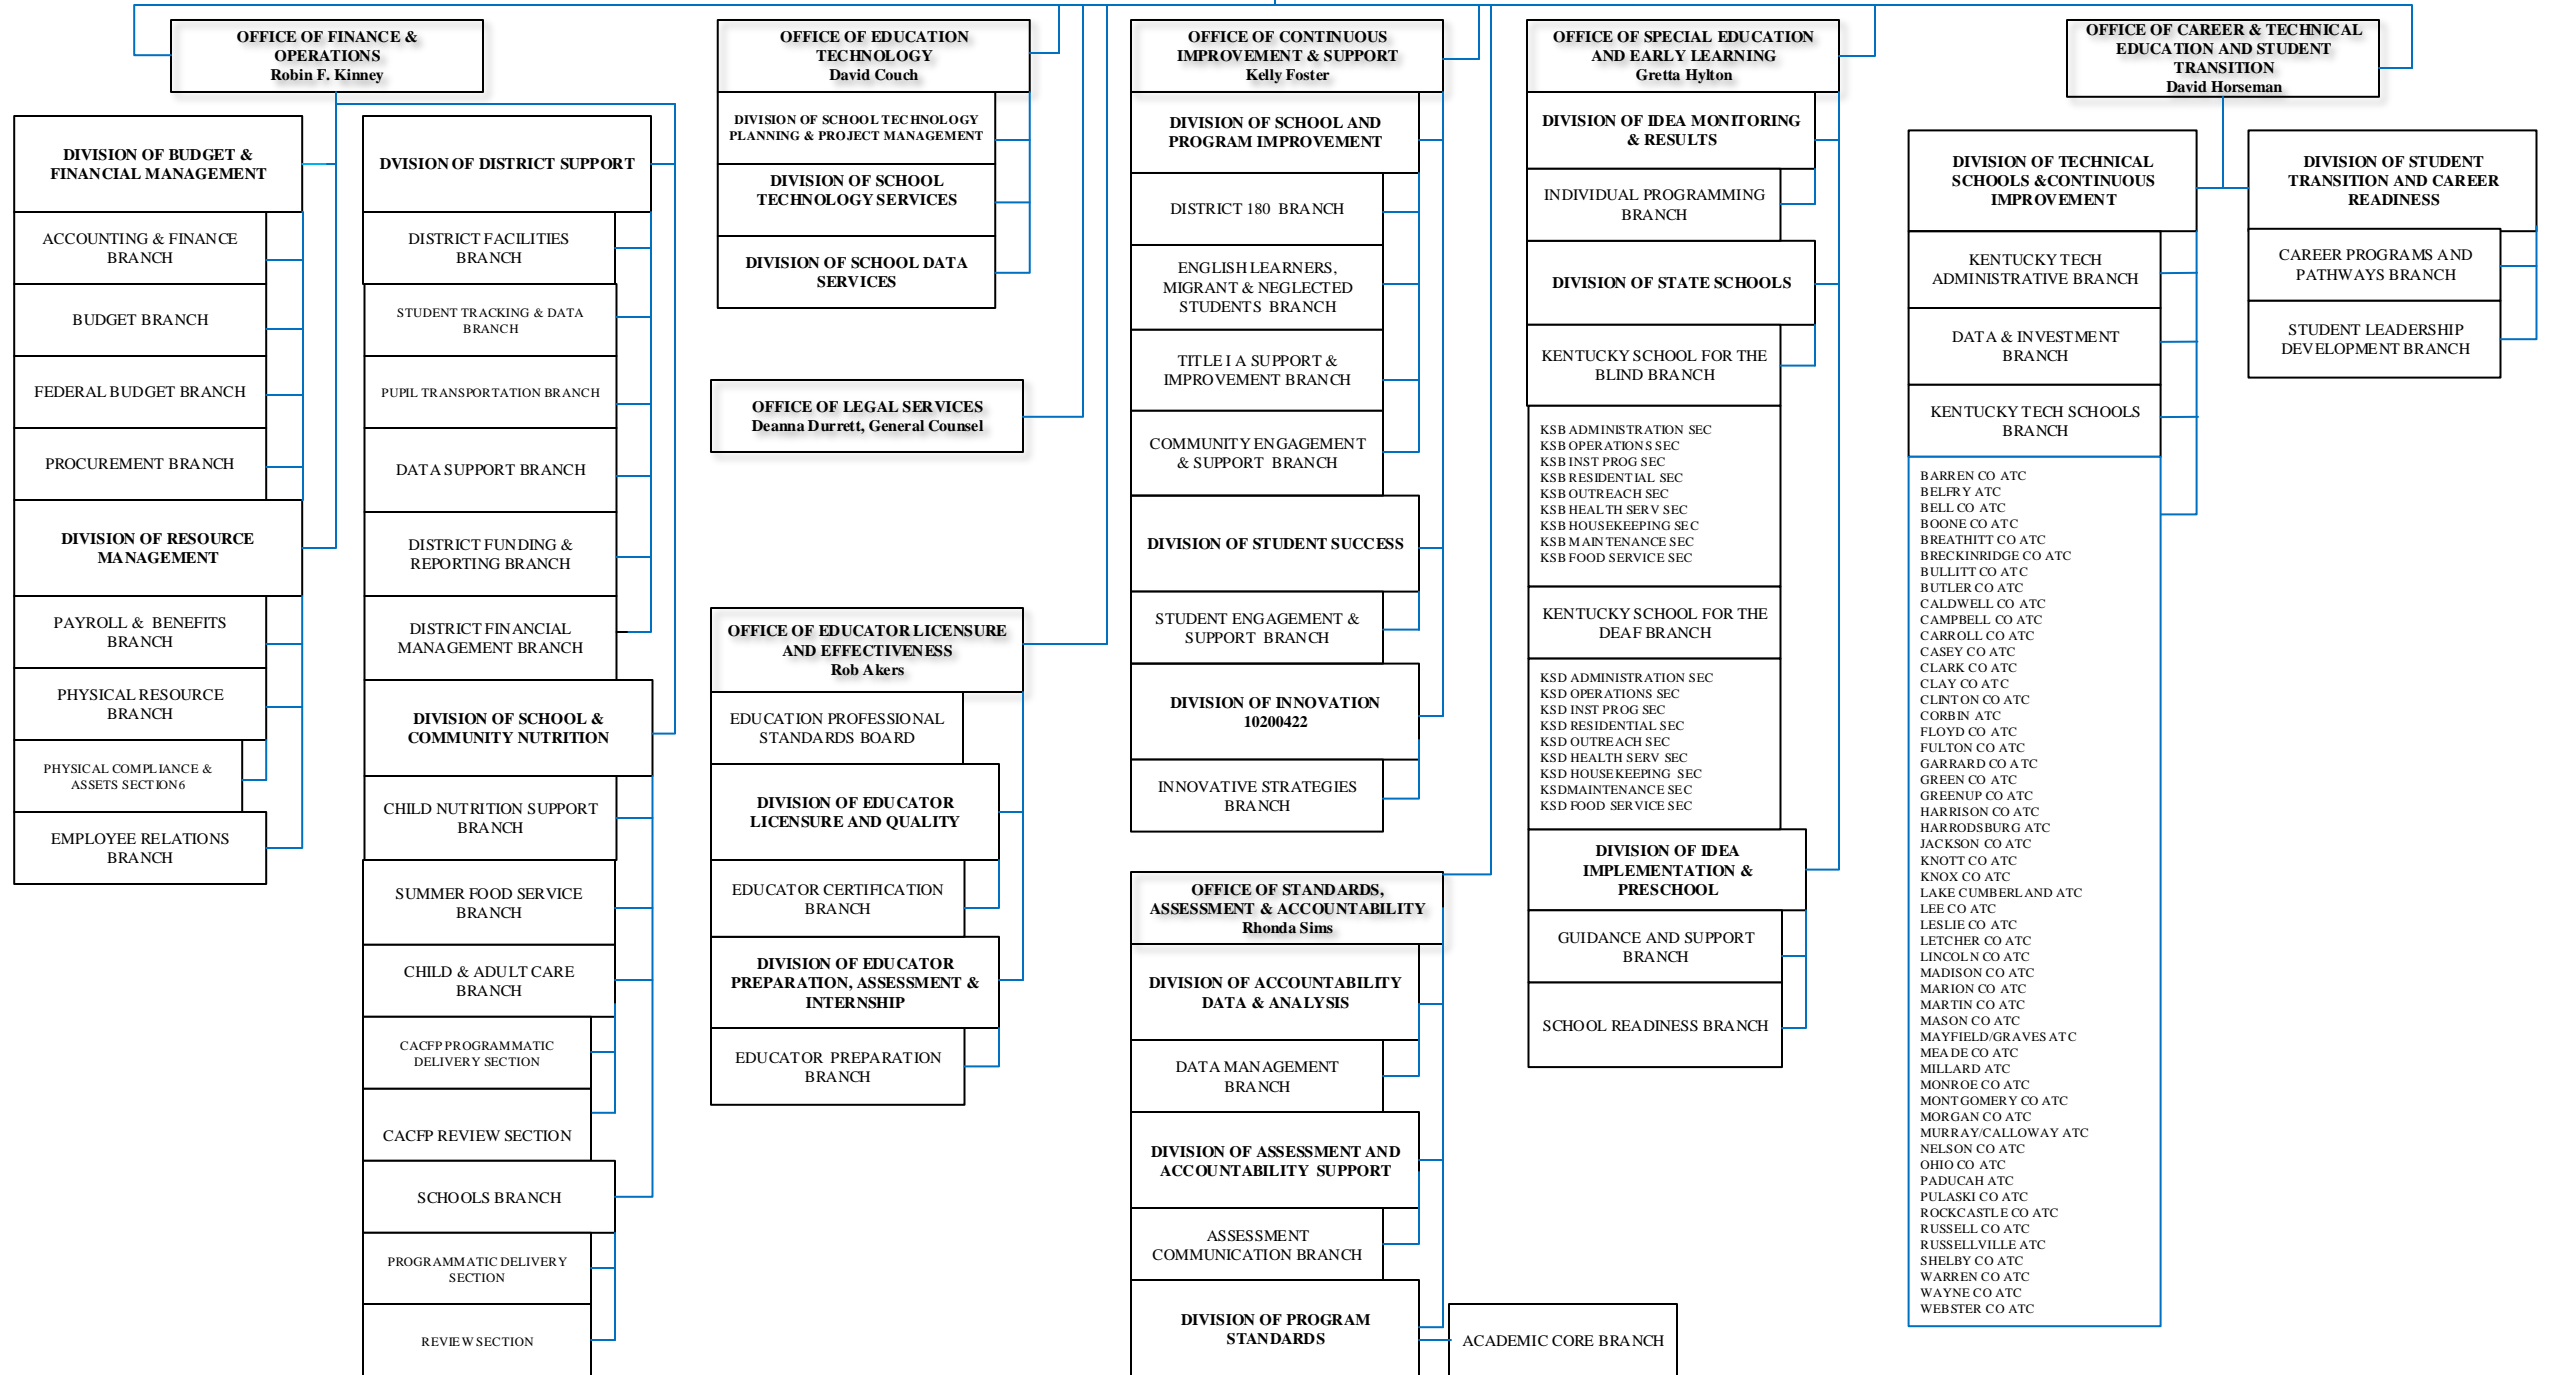 OFFICE OF FINANCE &
OPERATIONS
Robin F. Kinney
DIVISION OF BUDGET &
FINANCIAL MANAGEMENT
ACCOUNTING & FINANCE
BRANCH
BUDGET BRANCH
FEDERAL BUDGET BRANCH
PROCUREMENT BRANCH
DIVISION OF RESOURCE
MANAGEMENT
PAYROLL & BENEFITS
BRANCH
PHYSICAL RESOURCE
BRANCH
PHYSICAL COMPLIANCE &
ASSETS SECTION6
EMPLOYEE RELATIONS
BRANCH
DVISION OF DISTRICT SUPPORT
DISTRICT FACILITIES
BRANCH
STUDENT TRACKING & DATA
BRANCH
PUPIL TRANSPORTATION BRANCH
DATA SUPPORT BRANCH
DISTRICT FUNDING &
REPORTING BRANCH
DISTRICT FINANCIAL
MANAGEMENT BRANCH
DIVISION OF SCHOOL &
COMMUNITY NUTRITION
CHILD NUTRITION SUPPORT
BRANCH
SUMMER FOOD SERVICE
BRANCH
CHILD & ADULT CARE
BRANCH
CACFP PROGRAMMATIC
DELIVERY SECTION
CACFP REVIEW SECTION
SCHOOLS BRANCH
PROGRAMMATIC DELIVERY
SECTION
REVIEW SECTION
OFFICE OF EDUCATION
TECHNOLOGY
David Couch
DIVISION OF SCHOOL TECHNOLOGY
PLANNING & PROJECT MANAGEMENT
DIVISION OF SCHOOL
TECHNOLOGY SERVICES
DIVISION OF SCHOOL DATA
SERVICES
OFFICE OF LEGAL SERVICES
Deanna Durrett, General Counsel
OFFICE OF EDUCATOR LICENSURE
AND EFFECTIVENESS
Rob Akers
EDUCATION PROFESSIONAL
STANDARDS BOARD
DIVISION OF EDUCATOR
LICENSURE AND QUALITY
EDUCATOR CERTIFICATION
BRANCH
DIVISION OF EDUCATOR
PREPARATION, ASSESSMENT &
INTERNSHIP
EDUCATOR PREPARATION
BRANCH
OFFICE OF CONTINUOUS
IMPROVEMENT & SUPPORT
Kelly Foster
DIVISION OF SCHOOL AND
PROGRAM IMPROVEMENT
DISTRICT 180 BRANCH
ENGLISH LEARNERS,
MIGRANT & NEGLECTED
STUDENTS BRANCH
TITLE I A SUPPORT &
IMPROVEMENT BRANCH
COMMUNITY ENGAGEMENT
& SUPPORT BRANCH
DIVISION OF STUDENT SUCCESS
STUDENT ENGAGEMENT &
SUPPORT BRANCH
DIVISION OF INNOVATION
10200422
INNOVATIVE STRATEGIES
BRANCH
OFFICE OF STANDARDS,
ASSESSMENT & ACCOUNTABILITY
Rhonda Sims
DIVISION OF ACCOUNTABILITY
DATA & ANALYSIS
DATA MANAGEMENT
BRANCH
DIVISION OF ASSESSMENT AND
ACCOUNTABILITY SUPPORT
ASSESSMENT
COMMUNICATION BRANCH
DIVISION OF PROGRAM
STANDARDS
ACADEMIC CORE BRANCH
OFFICE OF SPECIAL EDUCATION
AND EARLY LEARNING
Gretta Hylton
DIVISION OF IDEA MONITORING
& RESULTS
INDIVIDUAL PROGRAMMING
BRANCH
DIVISION OF STATE SCHOOLS
KENTUCKY SCHOOL FOR THE
BLIND BRANCH
KSB ADMINISTRATION SEC
KSB OPERATIONS SEC
KSB INST PROG SEC
KSB RESIDENTIAL SEC
KSB OUTREACH SEC
KSB HEALTH SERV SEC
KSB HOUSEKEEPING SEC
KSB MAINTENANCE SEC
KSB FOOD SERVICE SEC
KENTUCKY SCHOOL FOR THE
DEAF BRANCH
KSD ADMINISTRATION SEC
KSD OPERATIONS SEC
KSD INST PROG SEC
KSD RESIDENTIAL SEC
KSD OUTREACH SEC
KSD HEALTH SERV SEC
KSD HOUSEKEEPING SEC
KSDMAINTENANCE SEC
KSD FOOD SERVICE SEC
DIVISION OF IDEA
IMPLEMENTATION &
PRESCHOOL
GUIDANCE AND SUPPORT
BRANCH
SCHOOL READINESS BRANCH
OFFICE OF CAREER & TECHNICAL
EDUCATION AND STUDENT
TRANSITION
David Horseman
DIVISION OF TECHNICAL
SCHOOLS &CONTINUOUS
IMPROVEMENT
KENTUCKY TECH
ADMINISTRATIVE BRANCH
DATA & INVESTMENT
BRANCH
KENTUCKY TECH SCHOOLS
BRANCH
BARREN CO ATC
BELFRY ATC
BELL CO ATC
BOONE CO ATC
BREATHITT CO ATC
BRECKINRIDGE CO ATC
BULLITT CO ATC
BUTLER CO ATC
CALDWELL CO ATC
CAMPBELL CO ATC
CARROLL CO ATC
CASEY CO ATC
CLARK CO ATC
CLAY CO ATC
CLINTON CO ATC
CORBIN ATC
FLOYD CO ATC
FULTON CO ATC
GARRARD CO ATC
GREEN CO ATC
GREENUP CO ATC
HARRISON CO ATC
HARRODSBURG ATC
JACKSON CO ATC
KNOTT CO ATC
KNOX CO ATC
LAKE CUMBERLAND ATC
LEE CO ATC
LESLIE CO ATC
LETCHER CO ATC
LINCOLN CO ATC
MADISON CO ATC
MARION CO ATC
MARTIN CO ATC
MASON CO ATC
MAYFIELD/GRAVES ATC
MEADE CO ATC
MILLARD ATC
MONROE CO ATC
MONTGOMERY CO ATC
MORGAN CO ATC
MURRAY/CALLOWAY ATC
NELSON CO ATC
OHIO CO ATC
PADUCAH ATC
PULASKI CO ATC
ROCKCASTLE CO ATC
RUSSELL CO ATC
RUSSELLVILLE ATC
SHELBY CO ATC
WARREN CO ATC
WAYNE CO ATC
WEBSTER CO ATC
DIVISION OF STUDENT
TRANSITION AND CAREER
READINESS
CAREER PROGRAMS AND
PATHWAYS BRANCH
STUDENT LEADERSHIP
DEVELOPMENT BRANCH